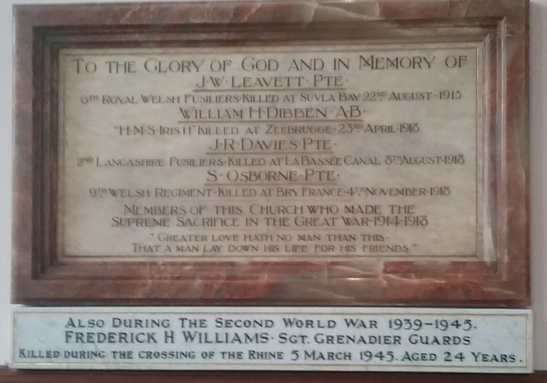 To the Glory of God and in Memory of
J·W·LEAVETT·PTE·
6TH ROYAL WELSH FUSILIERS·KILLED AT SUVLA BAY 22ND AUGUST·1915
WILLIAM·H·DIBBEN·A·B·
"H·M·S·IRIS II" KILLED AT ZEEBRUGGE·23RD APRIL·1918
J·R·DAVIES·PTE·
2ND LANCASHIRE FUSILIERS·KILLED AT LA BASSÉE CANAL 8TH AUGUST·1918
S·OSBORNE·PTE·
9TH WELSH REGIMENT·KILLED AT BRY FRANCE·4TH NOVEMBER·1918
MEMBERS OF THIS CHURCH WHO MADE THE
SUPREME SACRIFICE IN THE GREAT WAR·1914·1918
"GREATER LOVE HATH NO MAN THAN THIS·
THAT A MAN LAY DOWN HIS LIFE FOR HIS FRIENDS"
ALSO DURING THE SECOND WORLD WAR 1939–1945.
FREDERICK H WILLIAMS· SGT. GRENADIER GUARDS
KILLED DURING THE CROSSING OF THE RHINE 5 MARCH 1945. AGED 24 YEARS.